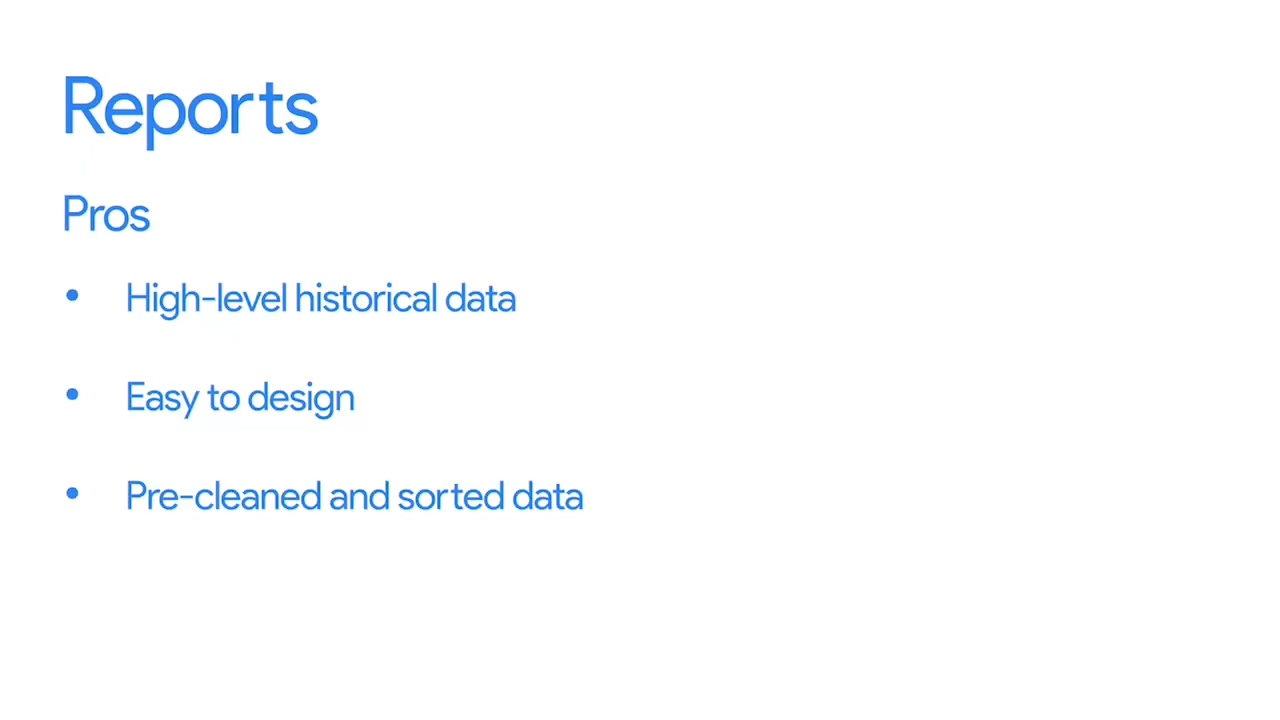 Reports
Pros
• High-level historical data
• Easy to design
• Pre-cleaned and sorted data